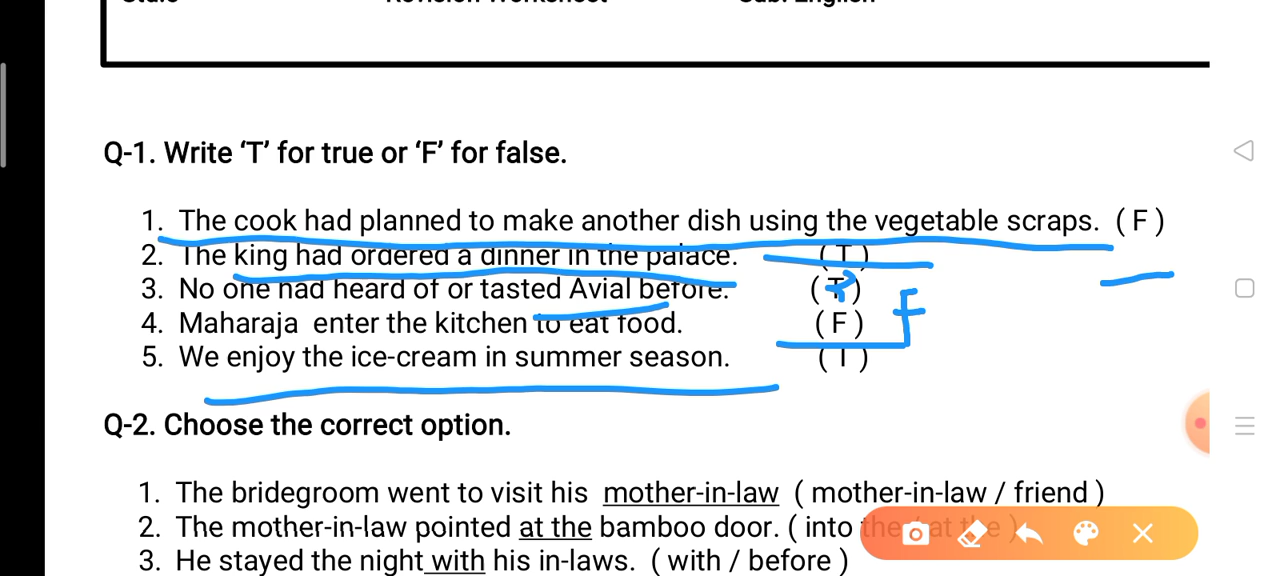 Q-1. Write ‘T’ for true or ‘F’ for false.
1. The cook had planned to make another dish using the vegetable scraps. ( F )
2. The king had ordered a dinner in the palace. ( T )
3. No one had heard of or tasted Avial before. ( T )
4. Maharaja enter the kitchen to eat food. ( F ) F
5. We enjoy the ice-cream in summer season. ( T )
Q-2. Choose the correct option.
1. The bridegroom went to visit his mother-in-law ( mother-in-law / friend )
2. The mother-in-law pointed at the bamboo door. ( into the / at the )
3. He stayed the night with his in-laws. ( with / before )